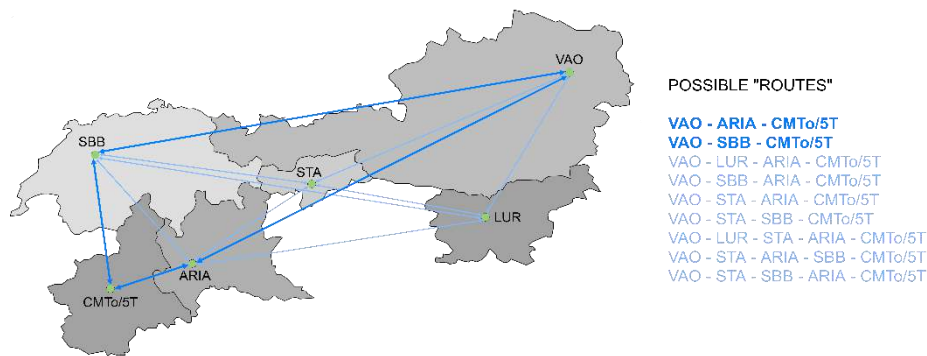 VAO
SBB
STA
LUR
ARIA
CMTo/5T
POSSIBLE "ROUTES"
VAO - ARIA - CMTo/5T
VAO - SBB - CMTo/5T
VAO - LUR - ARIA - CMTo/5T
VAO - SBB - ARIA - CMTo/5T
VAO - STA - ARIA - CMTo/5T
VAO - STA - SBB - CMTo/5T
VAO - LUR - STA - ARIA - CMTo/5T
VAO - STA - ARIA - SBB - CMTo/5T
VAO - STA - SBB - ARIA - CMTo/5T